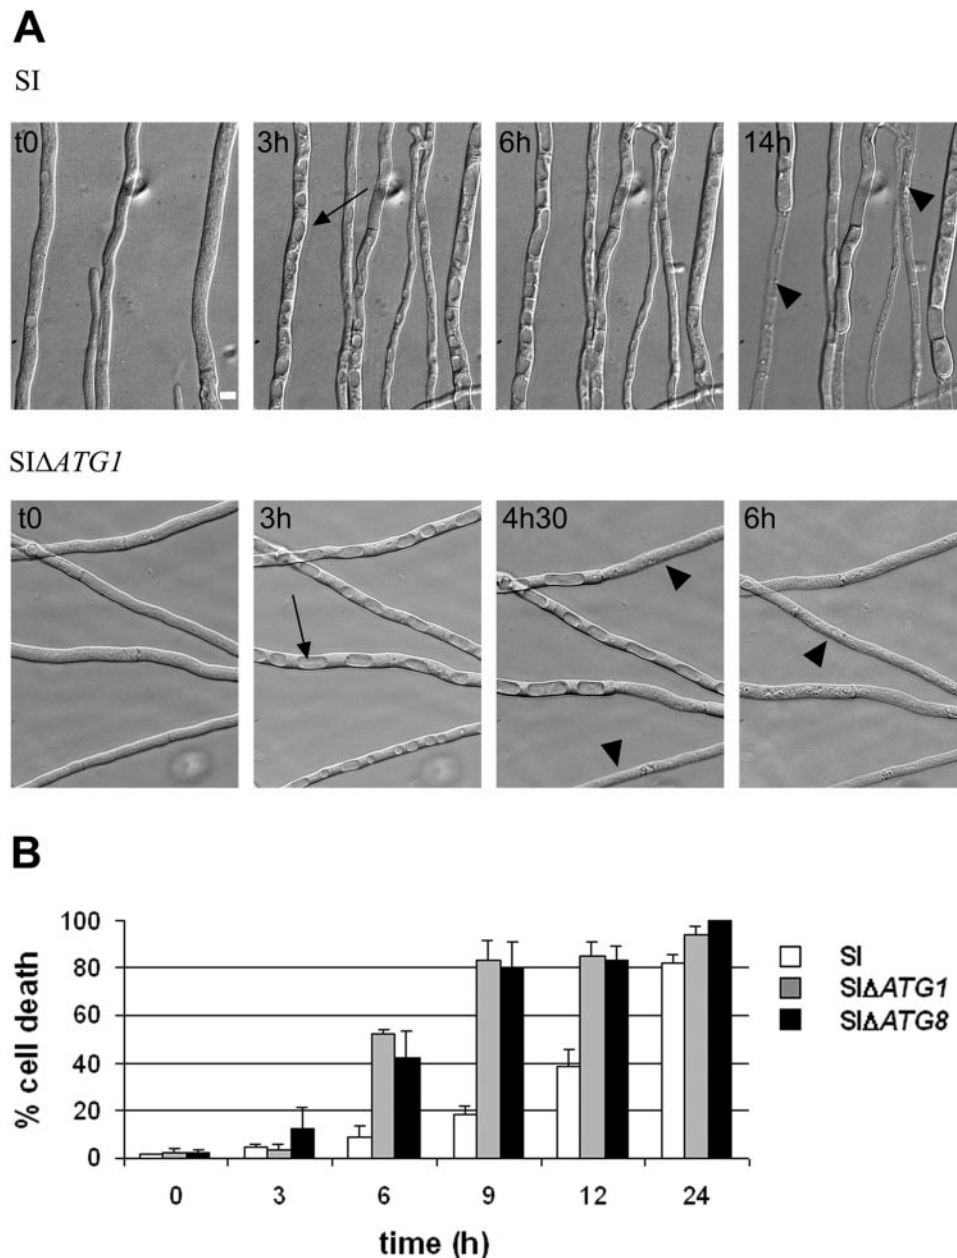 A
SI
t0 3h 6h 14h
SIΔATG1
t0 3h 4h30 6h
B
100
80
60
40
20
0
% cell death
0 3 6 9 12 24
time (h)
SI
SIΔATG1
SIΔATG8